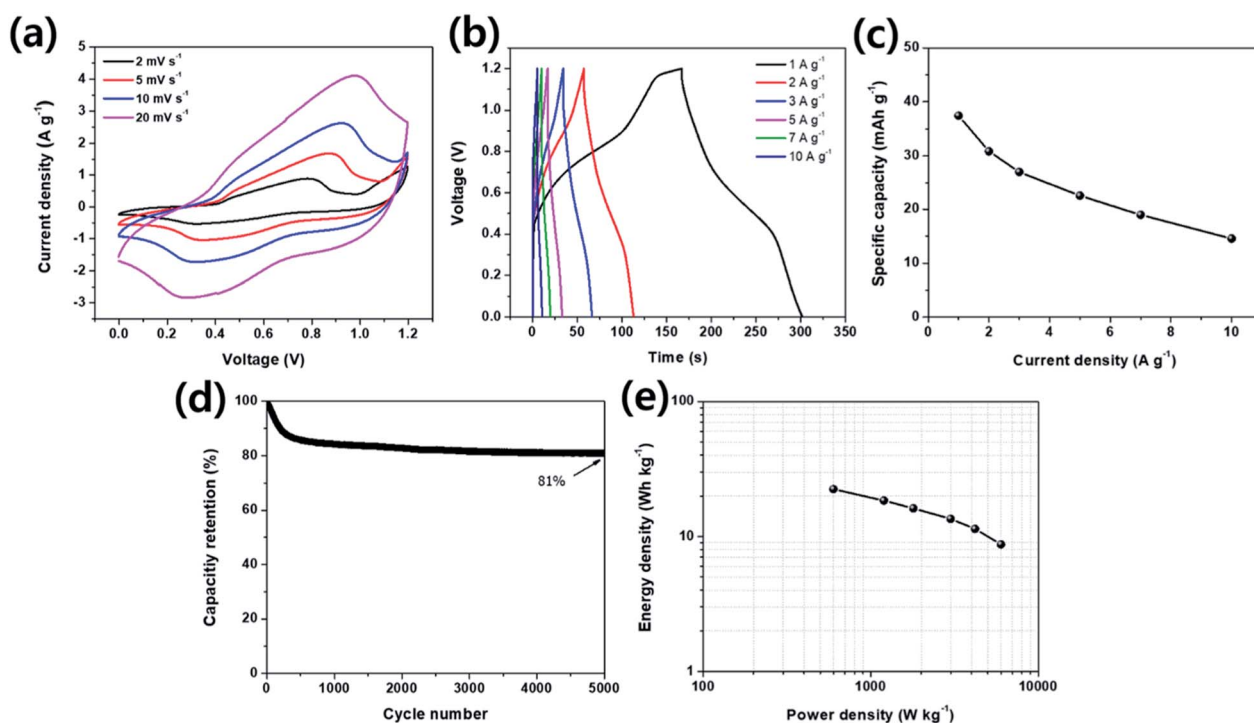 (a)
2 mV s⁻¹
5 mV s⁻¹
10 mV s⁻¹
20 mV s⁻¹
5
4
3
2
1
0
-1
-2
-3
Current density (A g⁻¹)
0.0 0.2 0.4 0.6 0.8 1.0 1.2
Voltage (V)
(b)
1 A g⁻¹
2 A g⁻¹
3 A g⁻¹
5 A g⁻¹
7 A g⁻¹
10 A g⁻¹
1.2
1.0
0.8
0.6
0.4
0.2
0.0
Voltage (V)
0 50 100 150 200 250 300 350
Time (s)
(c)
50
40
30
20
10
0
Specific capacity (mAh g⁻¹)
0 2 4 6 8 10
Current density (A g⁻¹)
(d)
100
80
60
40
20
0
81%
Capacitiy retention (%)
0 1000 2000 3000 4000 5000
Cycle number
(e)
100
10
1
Energy density (Wh kg⁻¹)
100 1000 10000
Power density (W kg⁻¹)